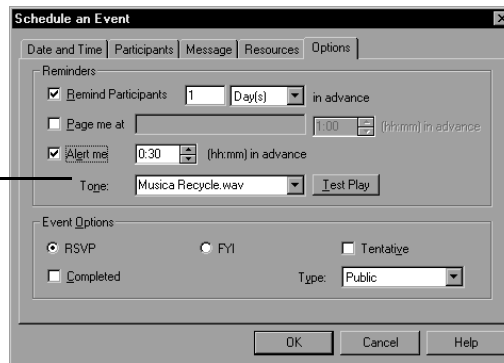 Schedule an Event
Date and Time Participants Message Resources Options
Reminders
Remind Participants 1 Day(s) in advance
Page me at 1:00 (hh:mm) in advance
Alert me 0:30 (hh:mm) in advance
Tone: Musica Recycle.wav Test Play
Event Options
RSVP FYI Tentative
Completed Type: Public
OK Cancel Help